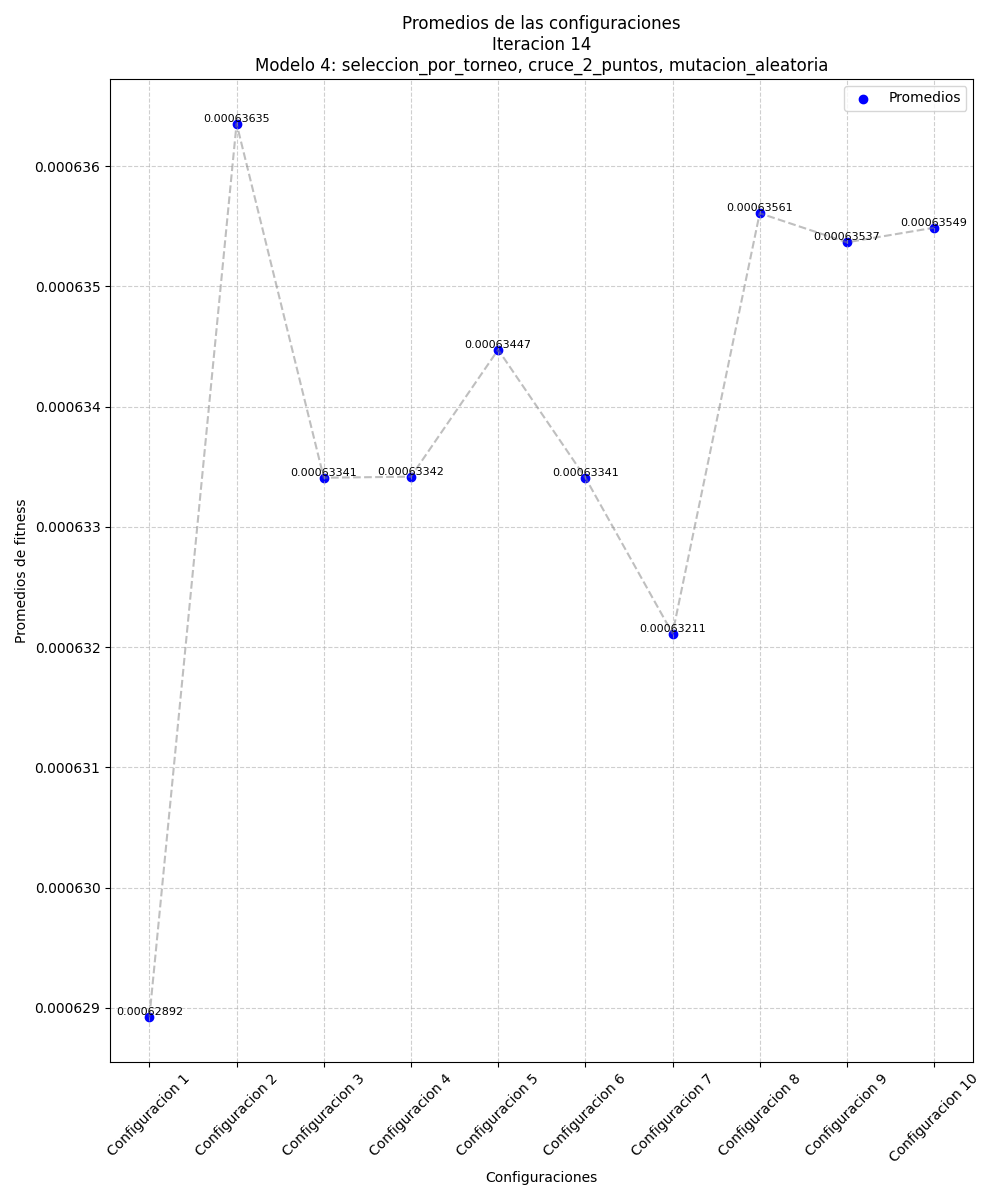 Promedios de las configuraciones
Iteracion 14
Modelo 4: seleccion_por_torneo, cruce_2_puntos, mutacion_aleatoria
Promedios
0.00063635
0.000636
0.00063561
0.00063549
0.00063537
0.000635
0.00063447
0.000634
0.00063341
0.00063342
0.00063341
0.000633
0.00063211
0.000632
0.000631
0.000630
0.000629
0.00062892
Promedios de fitness
Configuracion 1
Configuracion 2
Configuracion 3
Configuracion 4
Configuracion 5
Configuracion 6
Configuracion 7
Configuracion 8
Configuracion 9
Configuracion 10
Configuraciones